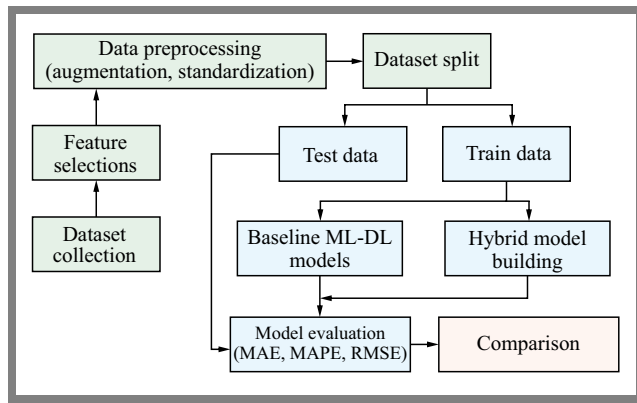 Data preprocessing
(augmentation, standardization)
Dataset split
Feature
selections
Test data
Train data
Dataset
collection
Baseline ML-DL
models
Hybrid model
building
Model evaluation
(MAE, MAPE, RMSE)
Comparison